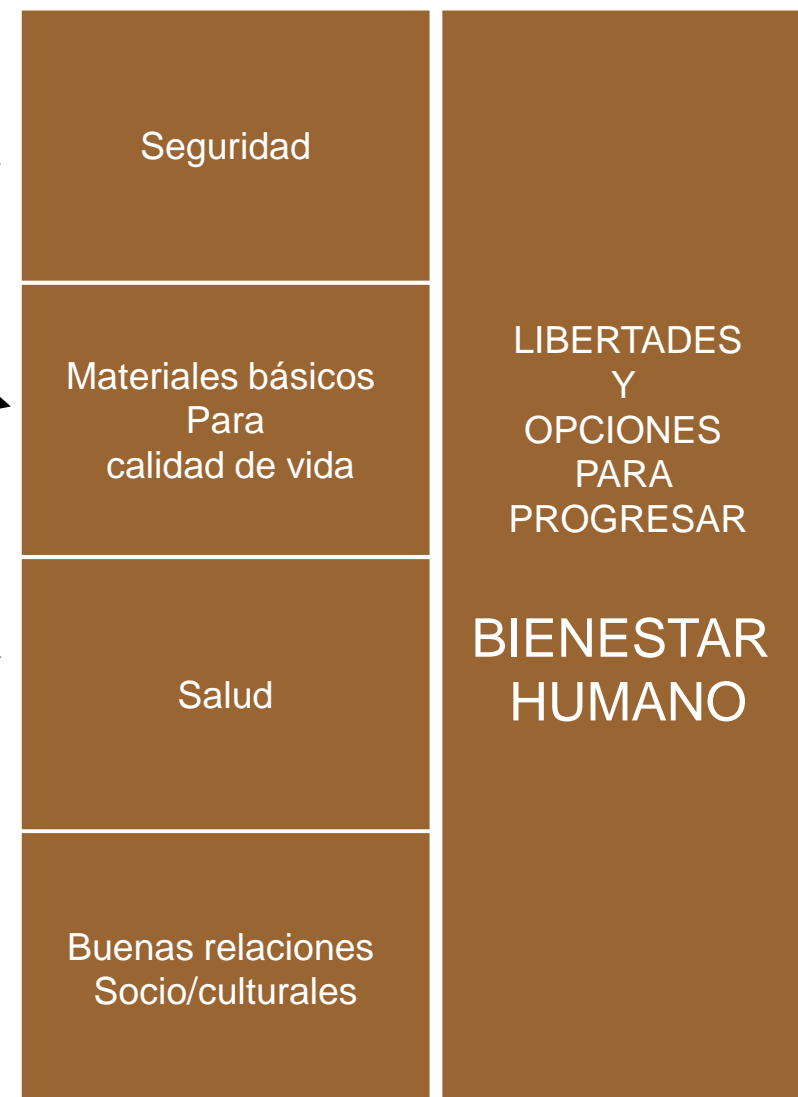 Seguridad
Materiales básicos
Para
calidad de vida
Salud
Buenas relaciones
Socio/culturales
LIBERTADES
Y
OPCIONES
PARA
PROGRESAR
BIENESTAR
HUMANO